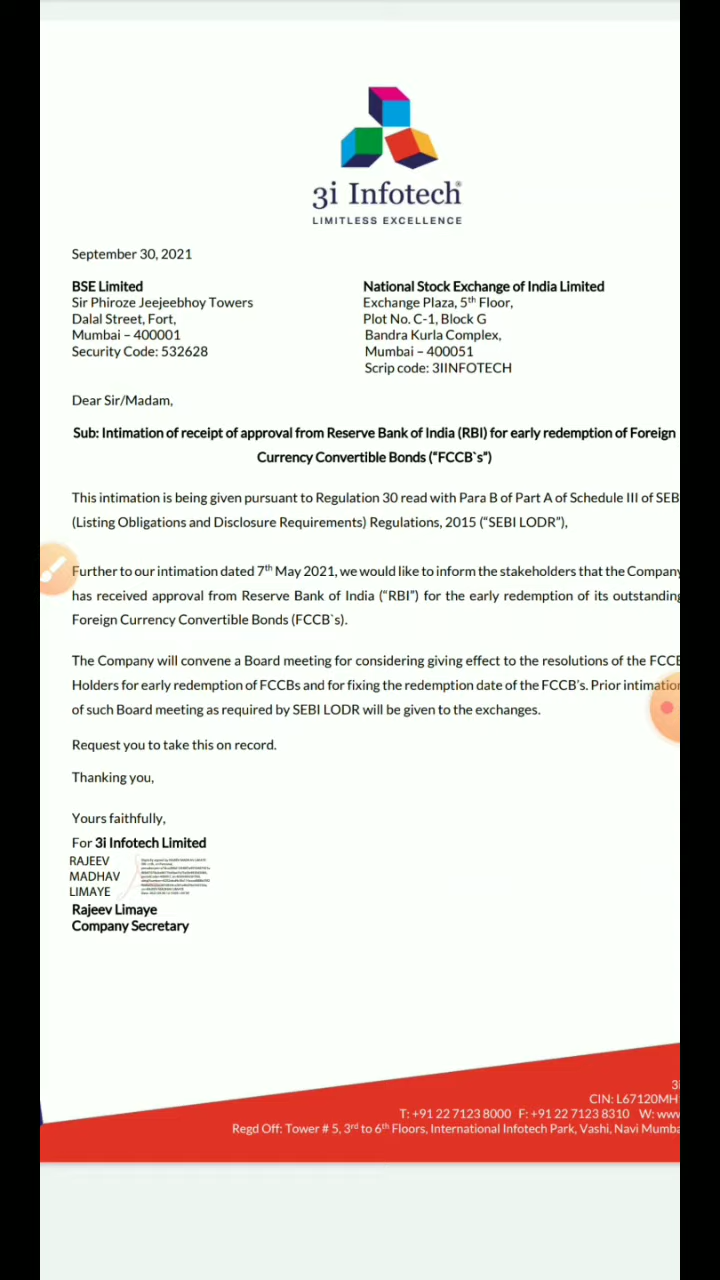 3i Infotech®
LIMITLESS EXCELLENCE
September 30, 2021
BSE Limited
Sir Phiroze Jeejeebhoy Towers
Dalal Street, Fort,
Mumbai – 400001
Security Code: 532628
National Stock Exchange of India Limited
Exchange Plaza, 5th Floor,
Plot No. C-1, Block G
Bandra Kurla Complex,
Mumbai – 400051
Scrip code: 3IINFOTECH
Dear Sir/Madam,
Sub: Intimation of receipt of approval from Reserve Bank of India (RBI) for early redemption of Foreign
Currency Convertible Bonds ("FCCB`s")
This intimation is being given pursuant to Regulation 30 read with Para B of Part A of Schedule III of SEB
(Listing Obligations and Disclosure Requirements) Regulations, 2015 ("SEBI LODR"),
Further to our intimation dated 7th May 2021, we would like to inform the stakeholders that the Company
has received approval from Reserve Bank of India ("RBI") for the early redemption of its outstanding
Foreign Currency Convertible Bonds (FCCB`s).
The Company will convene a Board meeting for considering giving effect to the resolutions of the FCCB
Holders for early redemption of FCCBs and for fixing the redemption date of the FCCB's. Prior intimation
of such Board meeting as required by SEBI LODR will be given to the exchanges.
Request you to take this on record.
Thanking you,
Yours faithfully,
For 3i Infotech Limited
RAJEEV
MADHAV
LIMAYE
Rajeev Limaye
Company Secretary
3i
CIN: L67120MH
T: +91 22 7123 8000 F: +91 22 7123 8310 W: www
Regd Off: Tower # 5, 3rd to 6th Floors, International Infotech Park, Vashi, Navi Mumba